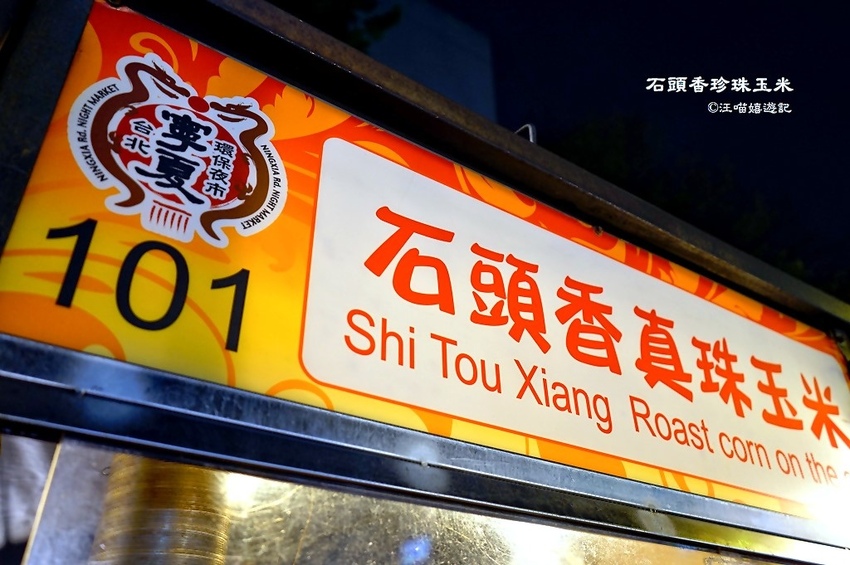 石頭香珍珠玉米
©汪喵嬉遊記
NINGXIA Rd. NIGHT MARKET
台北
寧夏
環保夜市
NINGXIA Rd. NIGHT MARKET
101
石頭香真珠玉米
Shi Tou Xiang Roast corn on the